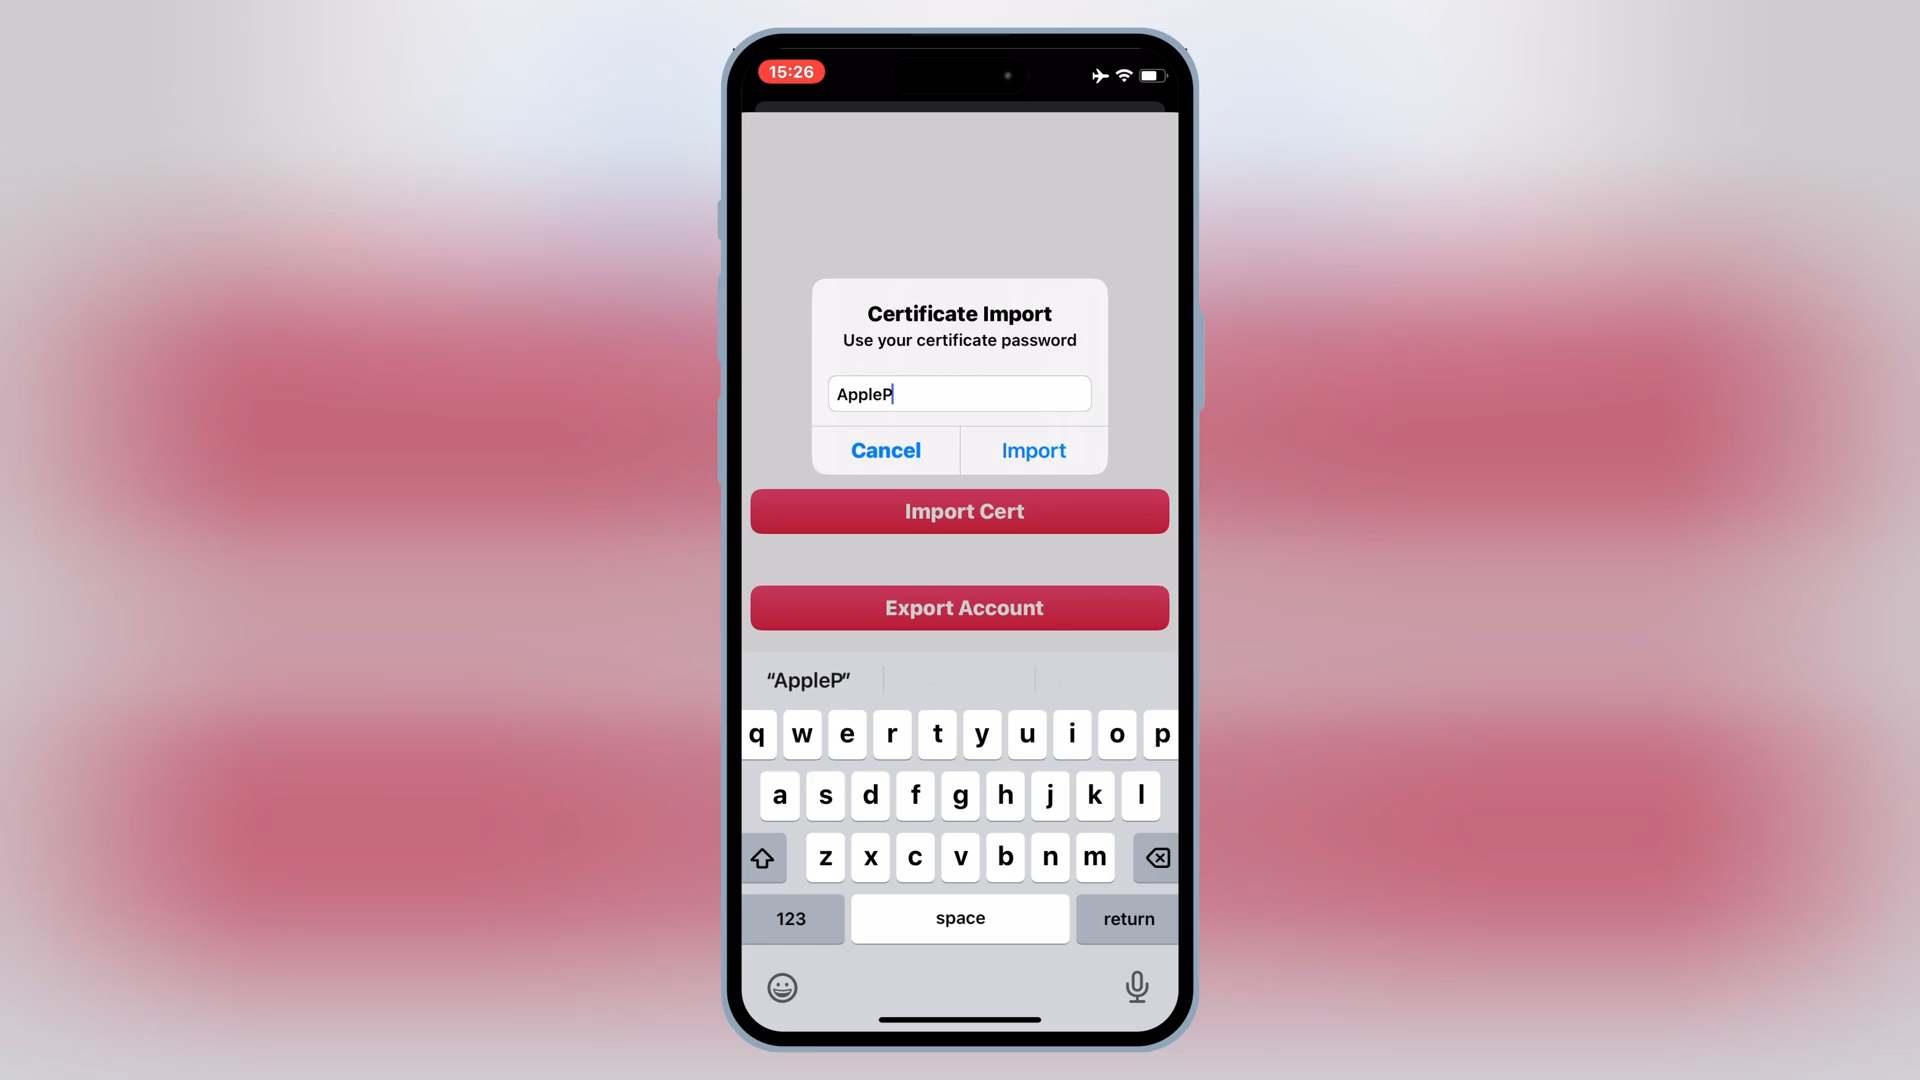 15:26
Certificate Import
Use your certificate password
AppleP
Cancel Import
Import Cert
Export Account
“AppleP”
q w e r t y u i o p
a s d f g h j k l
z x c v b n m
123 space return